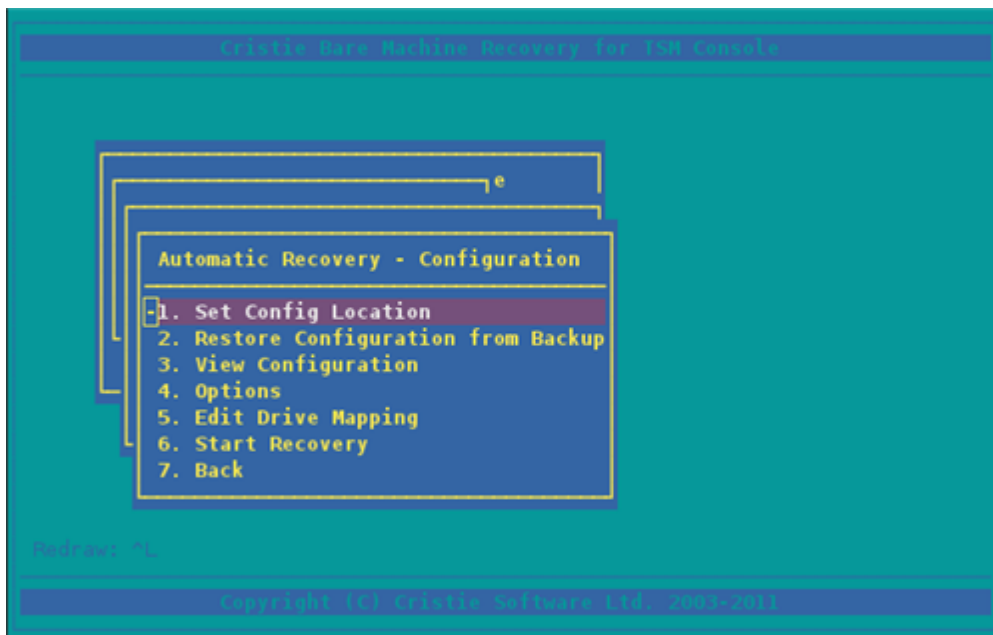 Cristie Bare Machine Recovery for TSM Console
e
Automatic Recovery - Configuration
-1. Set Config Location
2. Restore Configuration from Backup
3. View Configuration
4. Options
5. Edit Drive Mapping
6. Start Recovery
7. Back
Redraw: ^L
Copyright (C) Cristie Software Ltd. 2003-2011